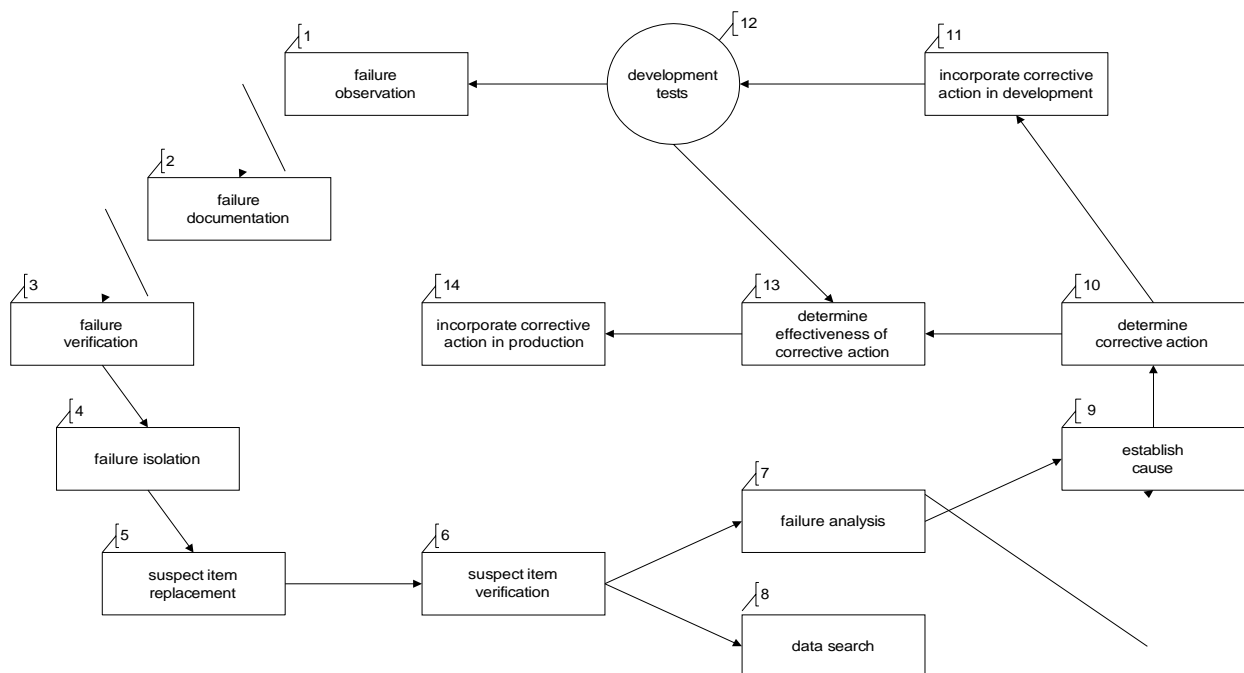 1
failure
observation
12
development
tests
11
incorporate corrective
action in development
2
failure
documentation
3
failure
verification
14
incorporate corrective
action in production
13
determine
effectiveness of
corrective action
10
determine
corrective action
4
failure isolation
9
establish
cause
5
suspect item
replacement
6
suspect item
verification
7
failure analysis
8
data search